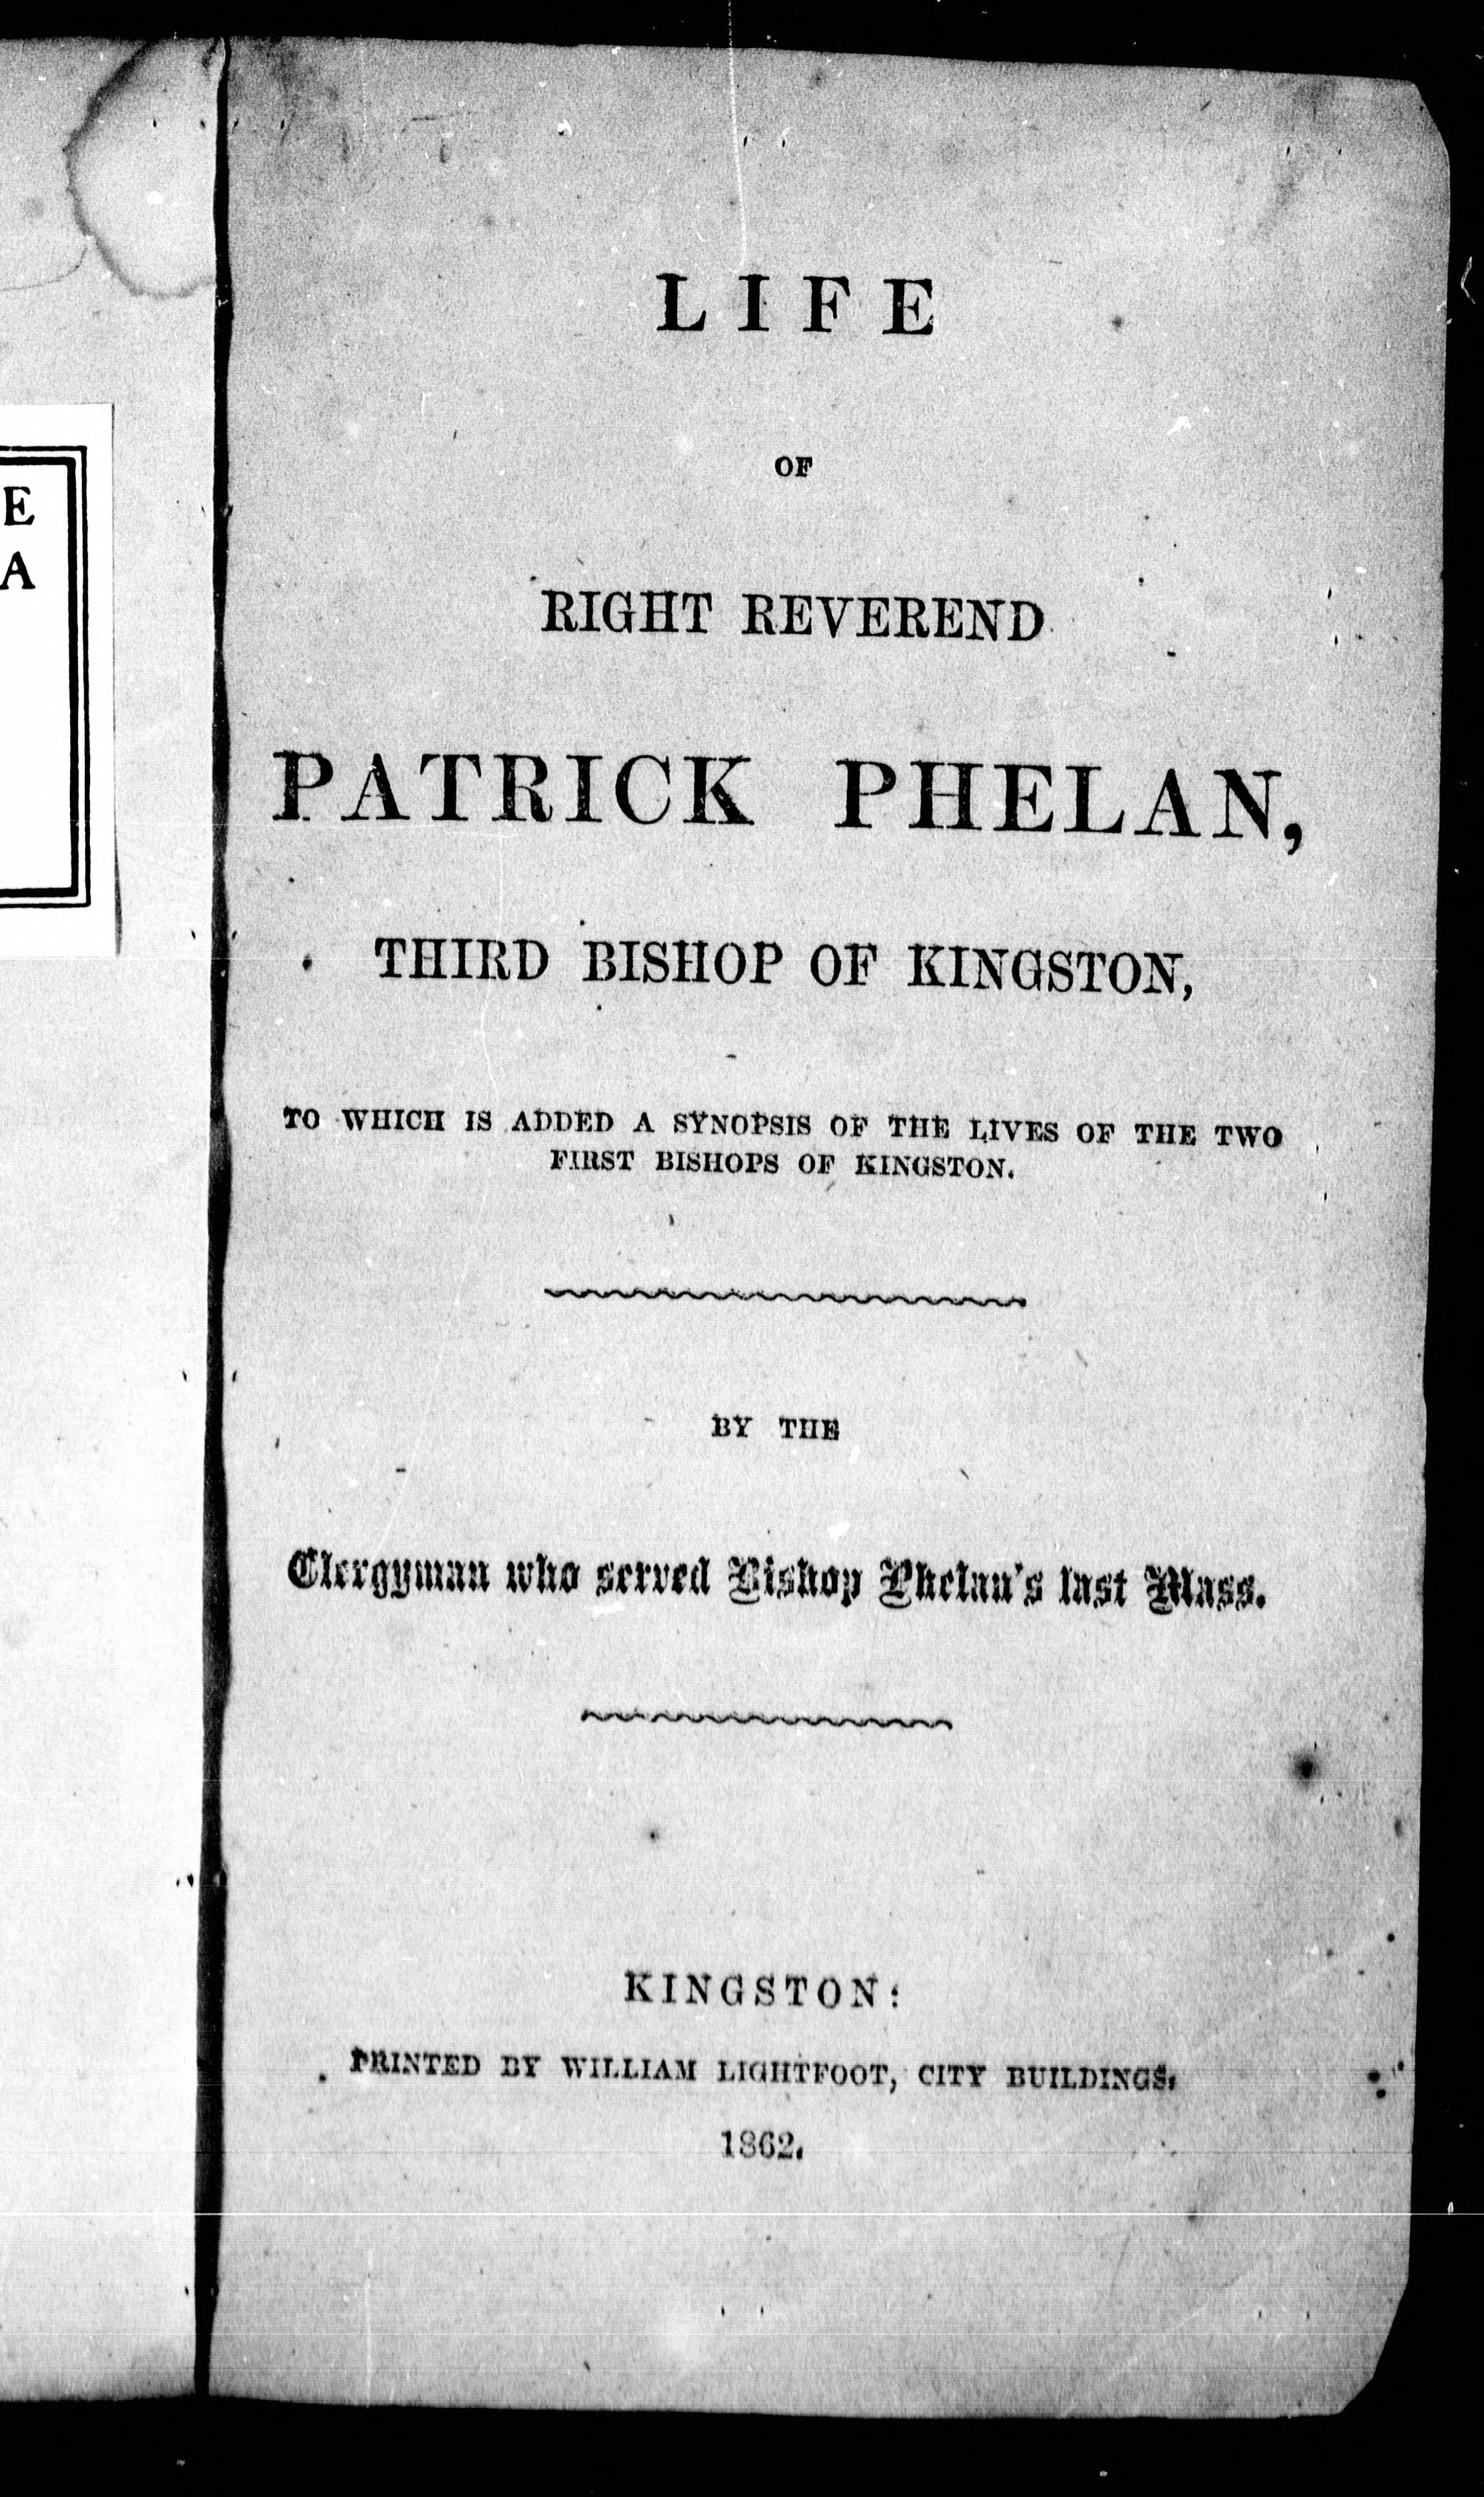 E
A
LIFE
OF
RIGHT REVEREND
PATRICK PHELAN,
THIRD BISHOP OF KINGSTON,
TO WHICH IS ADDED A SYNOPSIS OF THE LIVES OF THE TWO
FIRST BISHOPS OF KINGSTON.
BY THE
Clergyman who served Bishop Phelan's last Mass.
KINGSTON:
PRINTED BY WILLIAM LIGHTFOOT, CITY BUILDINGS.
1862.